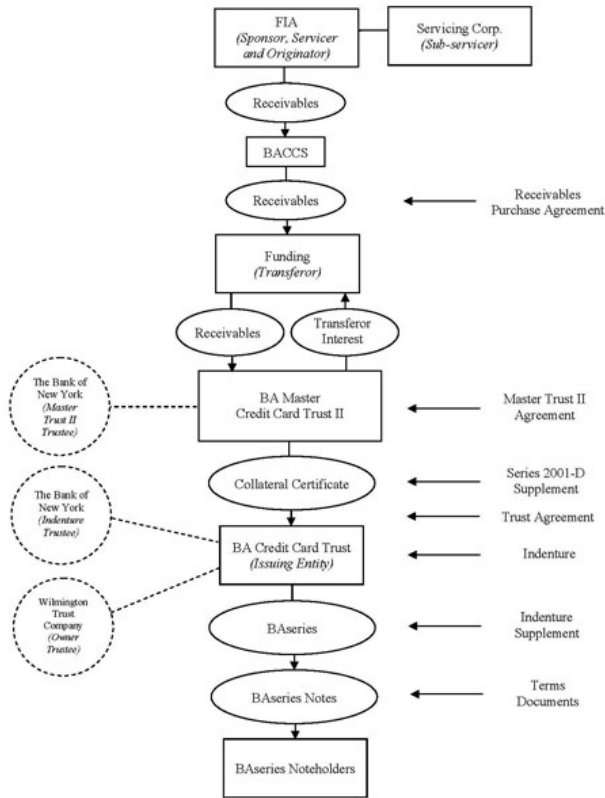 FIA
(Sponsor, Servicer
and Originator)
Servicing Corp.
(Sub-servicer)
Receivables
BACCS
Receivables
Receivables
Purchase Agreement
Funding
(Transferor)
Receivables
Transferor
Interest
The Bank of
New York
(Master
Trust II
Trustee)
BA Master
Credit Card Trust II
Master Trust II
Agreement
Collateral Certificate
Series 2001-D
Supplement
The Bank of
New York
(Indenture
Trustee)
Trust Agreement
BA Credit Card Trust
(Issuing Entity)
Indenture
Wilmington
Trust
Company
(Owner
Trustee)
BAseries
Indenture
Supplement
BAseries Notes
Terms
Documents
BAseries Noteholders